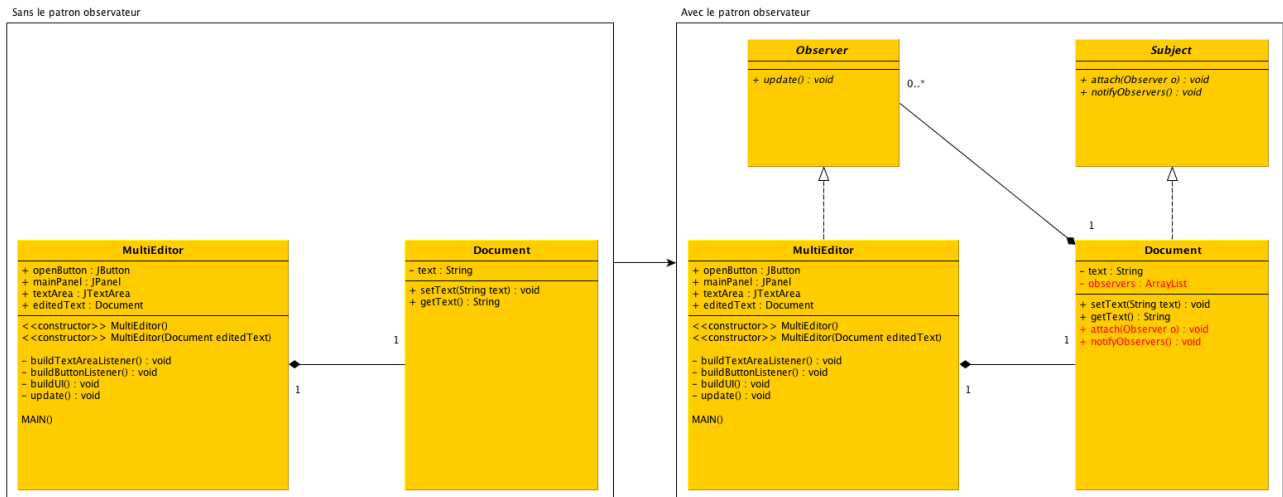 Sans le patron observateur
MultiEditor
+ openButton : JButton
+ mainPanel : JPanel
+ textArea : JTextArea
+ editedText : Document
<<constructor>> MultiEditor()
<<constructor>> MultiEditor(Document editedText)
- buildTextAreaListener() : void
- buildButtonListener() : void
- buildUI() : void
- update() : void
MAIN()
1
1
Document
- text : String
+ setText(String text) : void
+ getText() : String
Avec le patron observateur
Observer
+ update() : void
0..*
Subject
+ attach(Observer o) : void
+ notifyObservers() : void
1
MultiEditor
+ openButton : JButton
+ mainPanel : JPanel
+ textArea : JTextArea
+ editedText : Document
<<constructor>> MultiEditor()
<<constructor>> MultiEditor(Document editedText)
- buildTextAreaListener() : void
- buildButtonListener() : void
- buildUI() : void
- update() : void
MAIN()
1
1
Document
- text : String
- observers : ArrayList
+ setText(String text) : void
+ getText() : String
+ attach(Observer o) : void
+ notifyObservers() : void